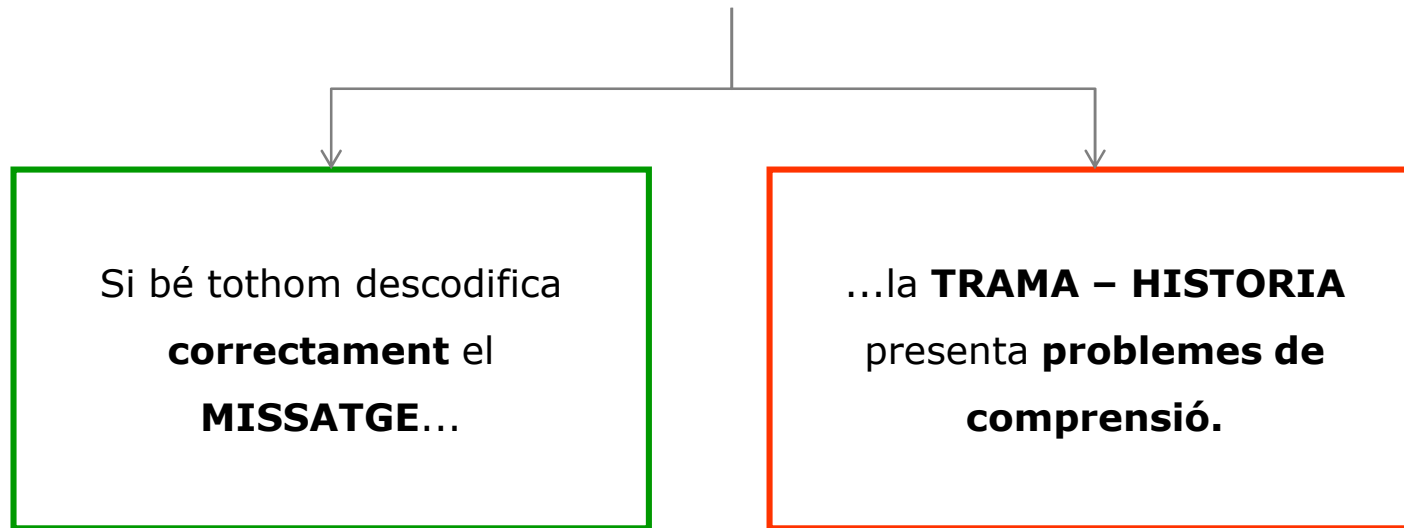 Si bé tothom descodifica
correctament el
MISSATGE…
…la TRAMA – HISTORIA
presenta problemes de
comprensió.